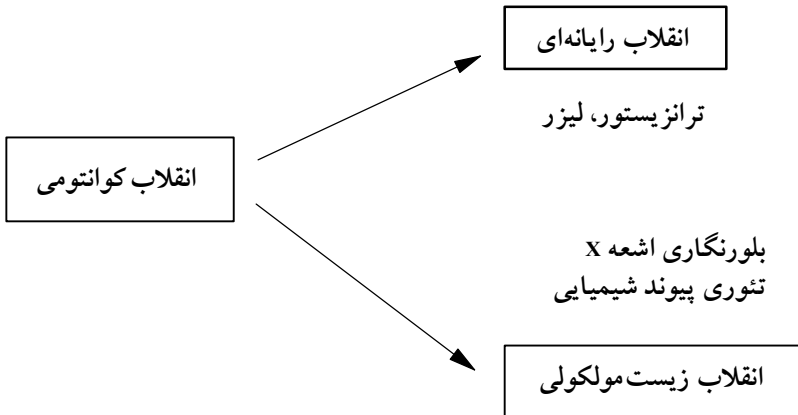 انقلاب رایانه‌ای
ترانزیستور، لیزر
انقلاب کوانتومی
بلورنگاری اشعه x
تئوری پیوند شیمیایی
انقلاب زیست‌مولکولی